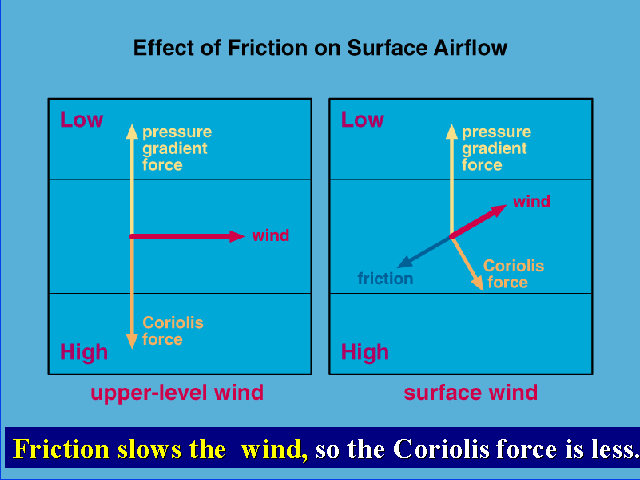 Effect of Friction on Surface Airflow
Low
pressure
gradient
force
wind
Coriolis
force
High
upper-level wind
Low
pressure
gradient
force
wind
friction
Coriolis
force
High
surface wind
Friction slows the  wind, so the Coriolis force is less.